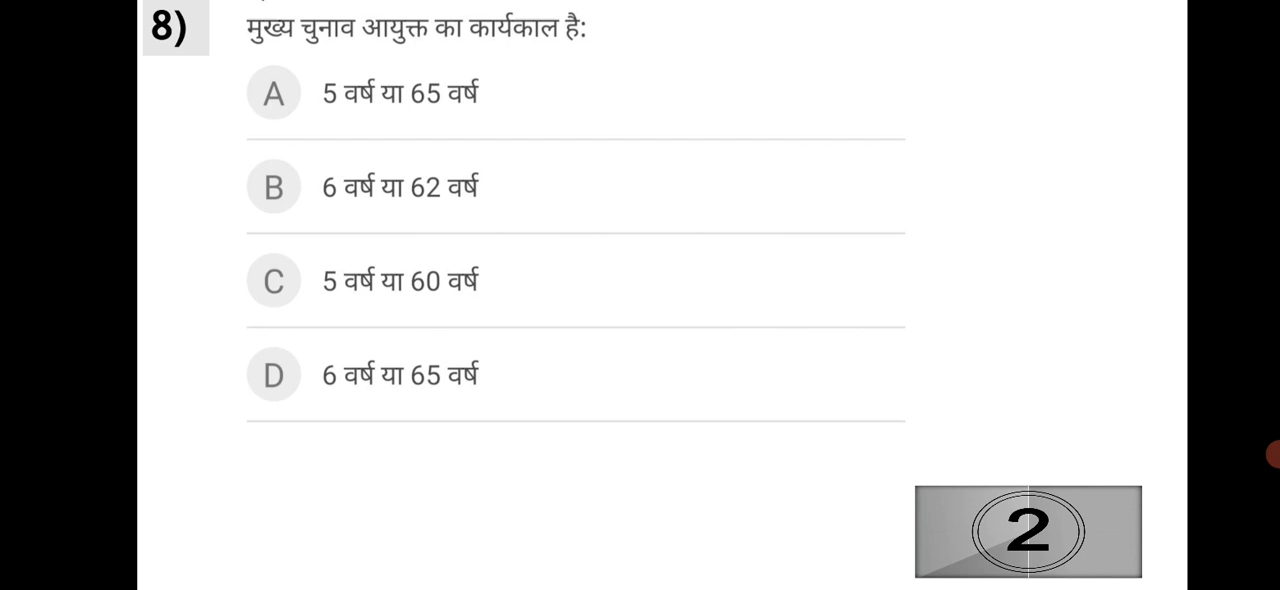 8) मुख्य चुनाव आयुक्त का कार्यकाल है:
A 5 वर्ष या 65 वर्ष
B 6 वर्ष या 62 वर्ष
C 5 वर्ष या 60 वर्ष
D 6 वर्ष या 65 वर्ष
2